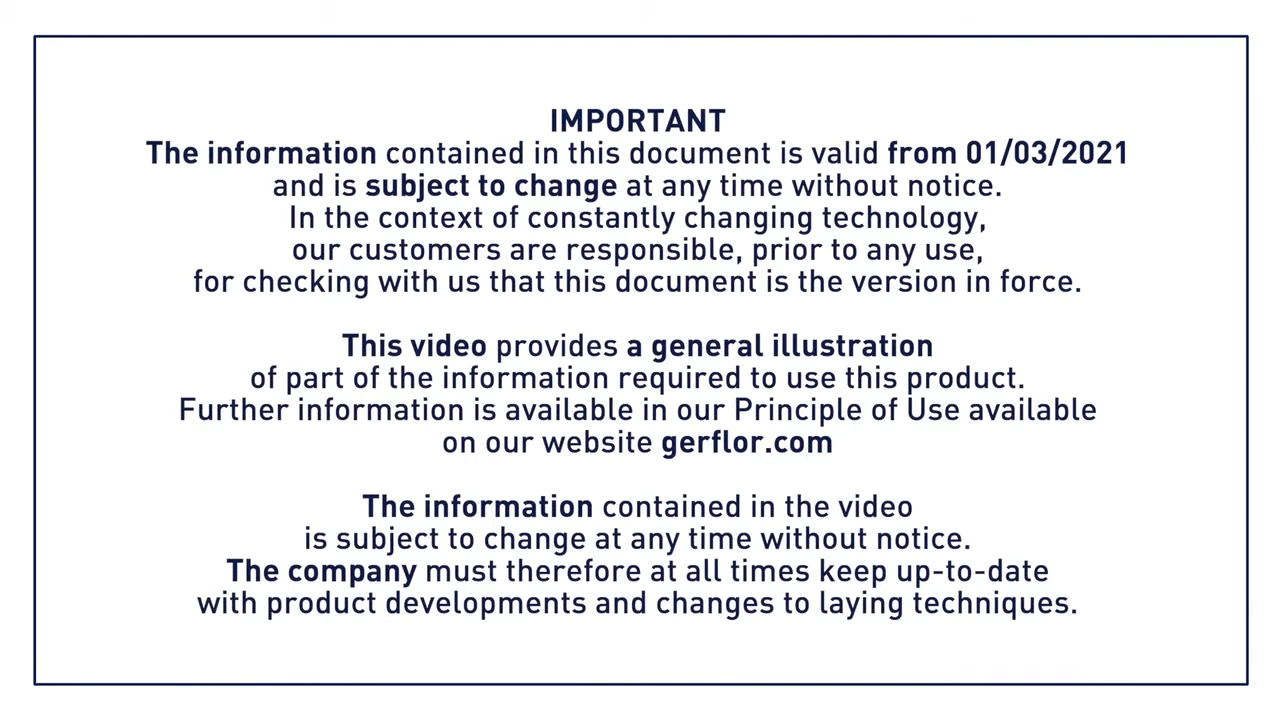 IMPORTANT
The information contained in this document is valid from 01/03/2021
and is subject to change at any time without notice.
In the context of constantly changing technology,
our customers are responsible, prior to any use,
for checking with us that this document is the version in force.
This video provides a general illustration
of part of the information required to use this product.
Further information is available in our Principle of Use available
on our website gerflor.com
The information contained in the video
is subject to change at any time without notice.
The company must therefore at all times keep up-to-date
with product developments and changes to laying techniques.